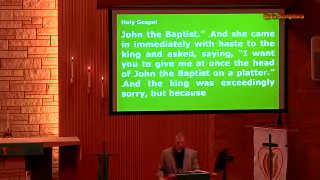 Holy Gospel
John the Baptist." And she came
in immediately with haste to the
king and asked, saying, "I want
you to give me at once the head
of John the Baptist on a platter."
And the king was exceedingly
sorry, but because